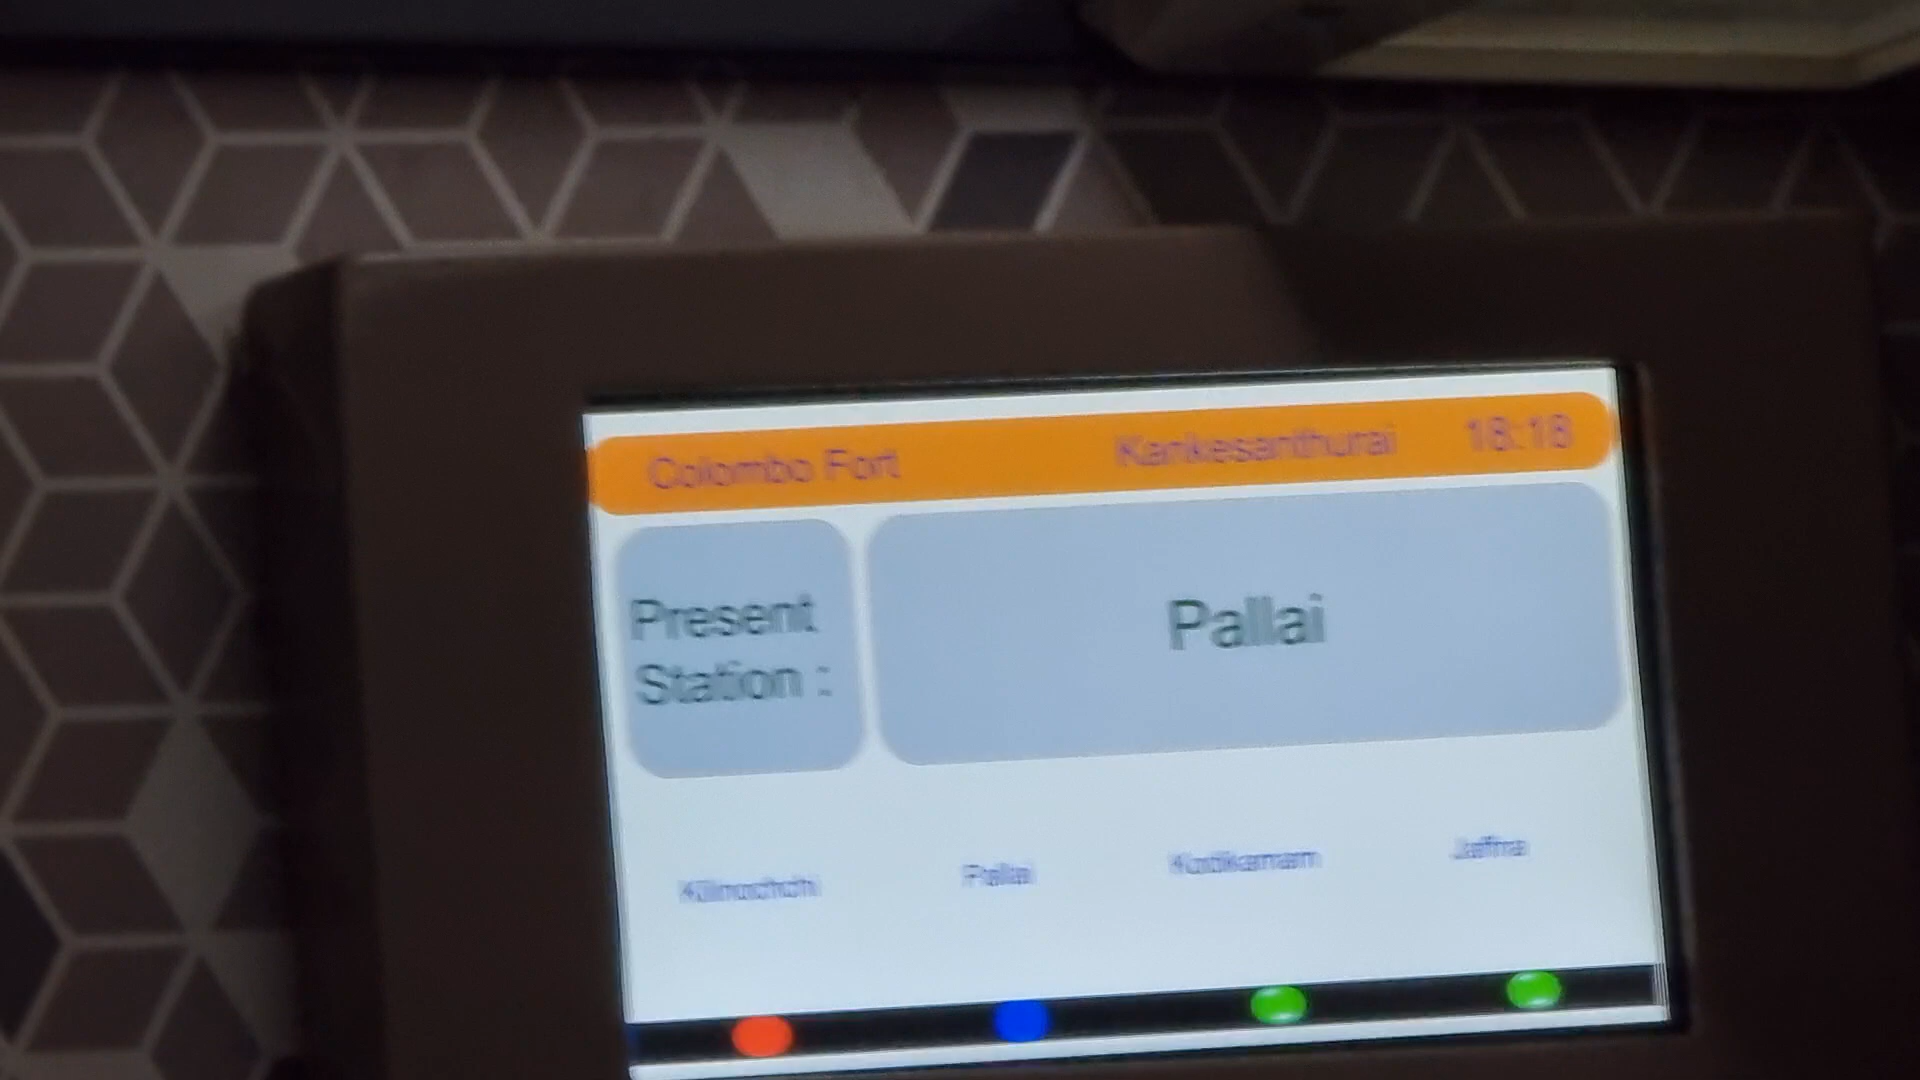 Colombo Fort Kankesanthurai 18:18
Present
Station :
Pallai
Kilinochchi Pallai Kodikamam Jaffna